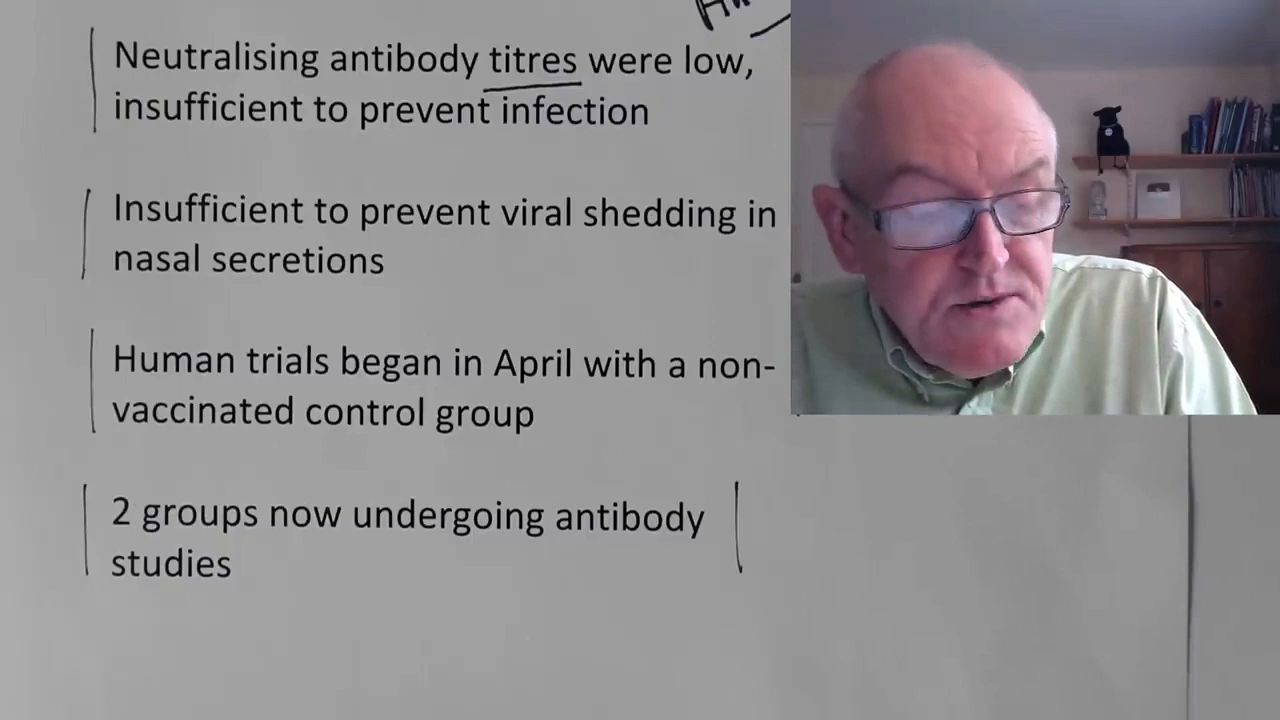 Neutralising antibody titres were low,
insufficient to prevent infection
Insufficient to prevent viral shedding in
nasal secretions
Human trials began in April with a non-
vaccinated control group
2 groups now undergoing antibody
studies